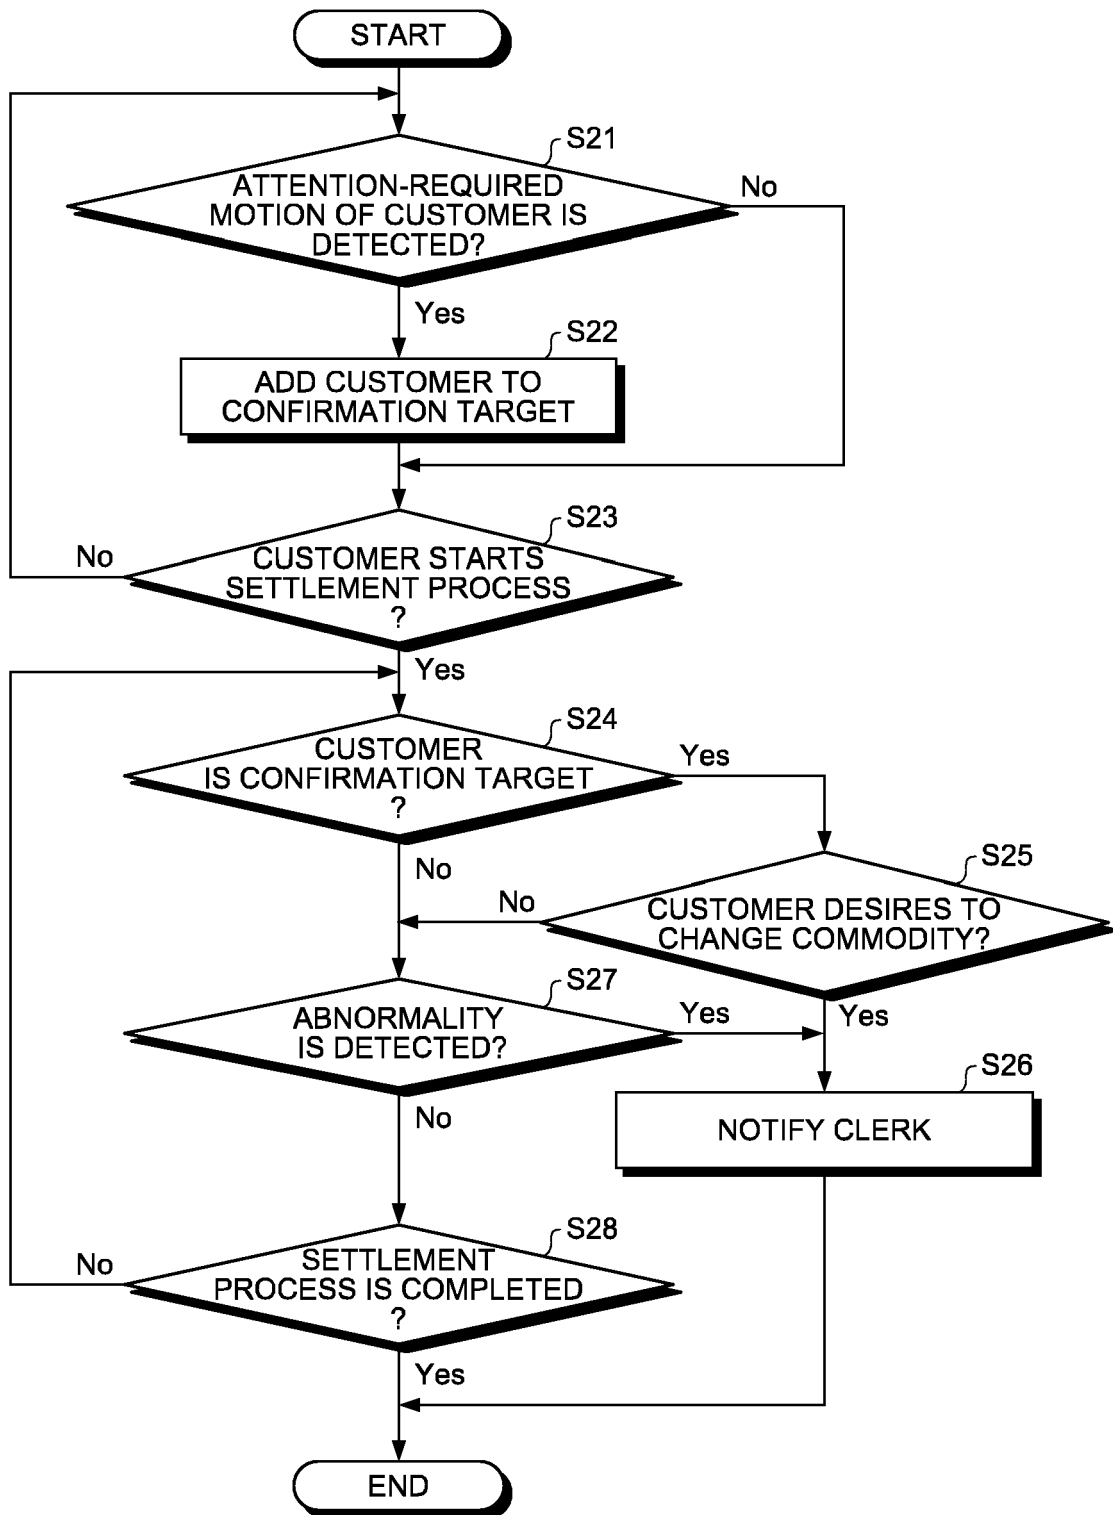 START
S21
ATTENTION-REQUIRED
MOTION OF CUSTOMER IS
DETECTED?
No
Yes
S22
ADD CUSTOMER TO
CONFIRMATION TARGET
S23
No
CUSTOMER STARTS
SETTLEMENT PROCESS
?
Yes
S24
CUSTOMER
IS CONFIRMATION TARGET
?
Yes
No
S25
No
CUSTOMER DESIRES TO
CHANGE COMMODITY?
S27
ABNORMALITY
IS DETECTED?
Yes
Yes
No
S26
NOTIFY CLERK
S28
No
SETTLEMENT
PROCESS IS COMPLETED
?
Yes
END